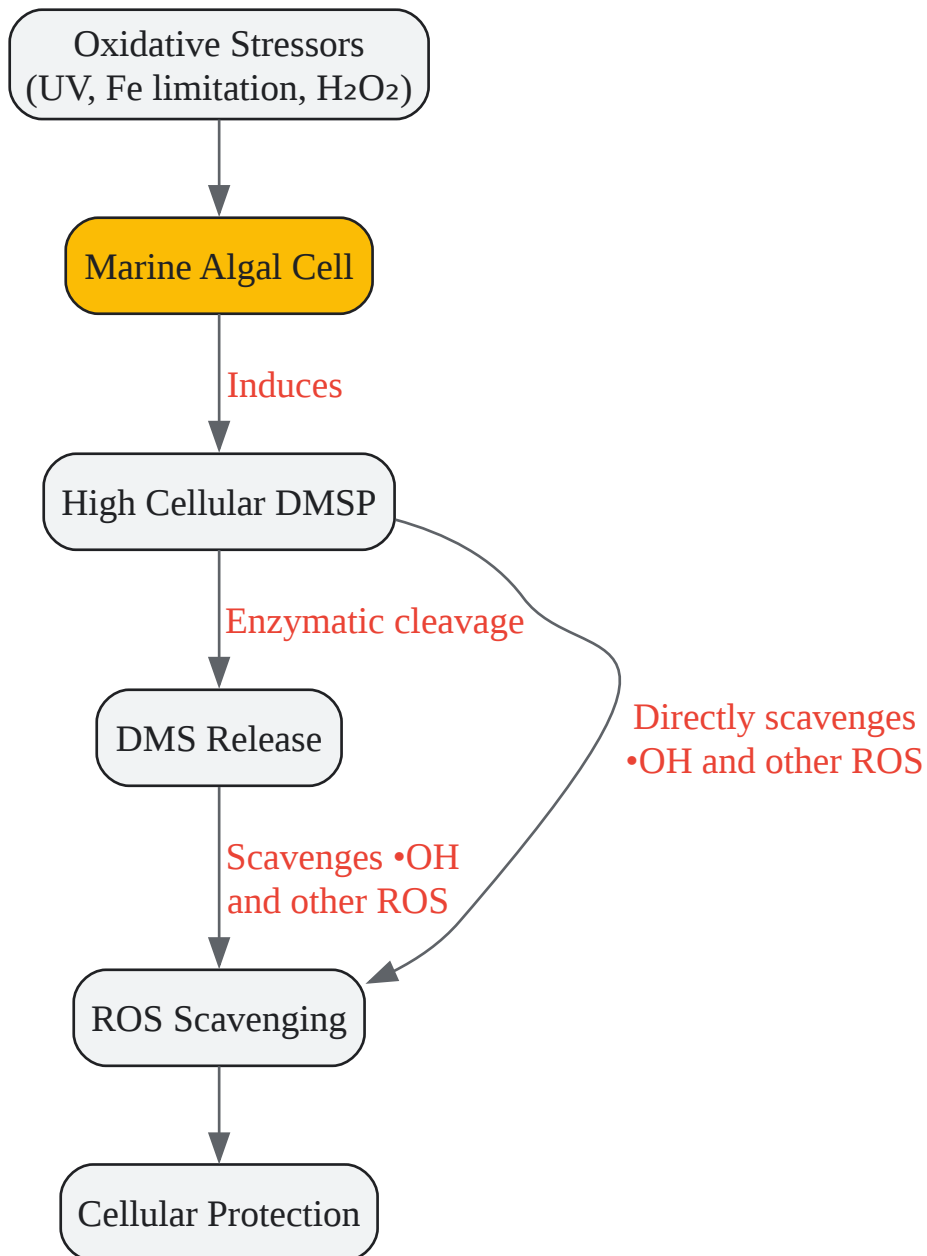 Oxidative Stressors
(UV, Fe limitation, H₂O₂)
Marine Algal Cell
Induces
High Cellular DMSP
Enzymatic cleavage
DMS Release
Directly scavenges
•OH and other ROS
Scavenges •OH
and other ROS
ROS Scavenging
Cellular Protection